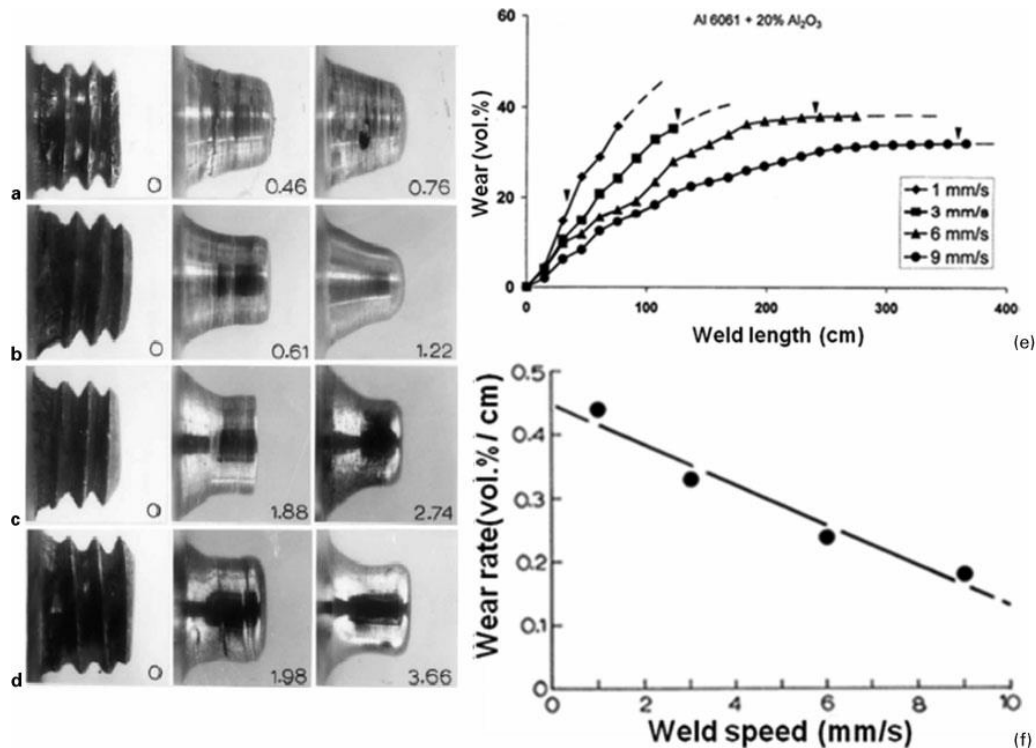 a
0
0.46
0.76
b
0
0.61
1.22
c
0
1.88
2.74
d
0
1.98
3.66
Al 6061 + 20% Al₂O₃
Wear (vol.%)
60
40
20
0
0
100
200
300
400
1 mm/s
3 mm/s
6 mm/s
9 mm/s
Weld length (cm)
(e)
Wear rate(vol.%/ cm)
0.5
0.4
0.3
0.2
0.1
0
0
2
4
6
8
10
Weld speed (mm/s)
(f)